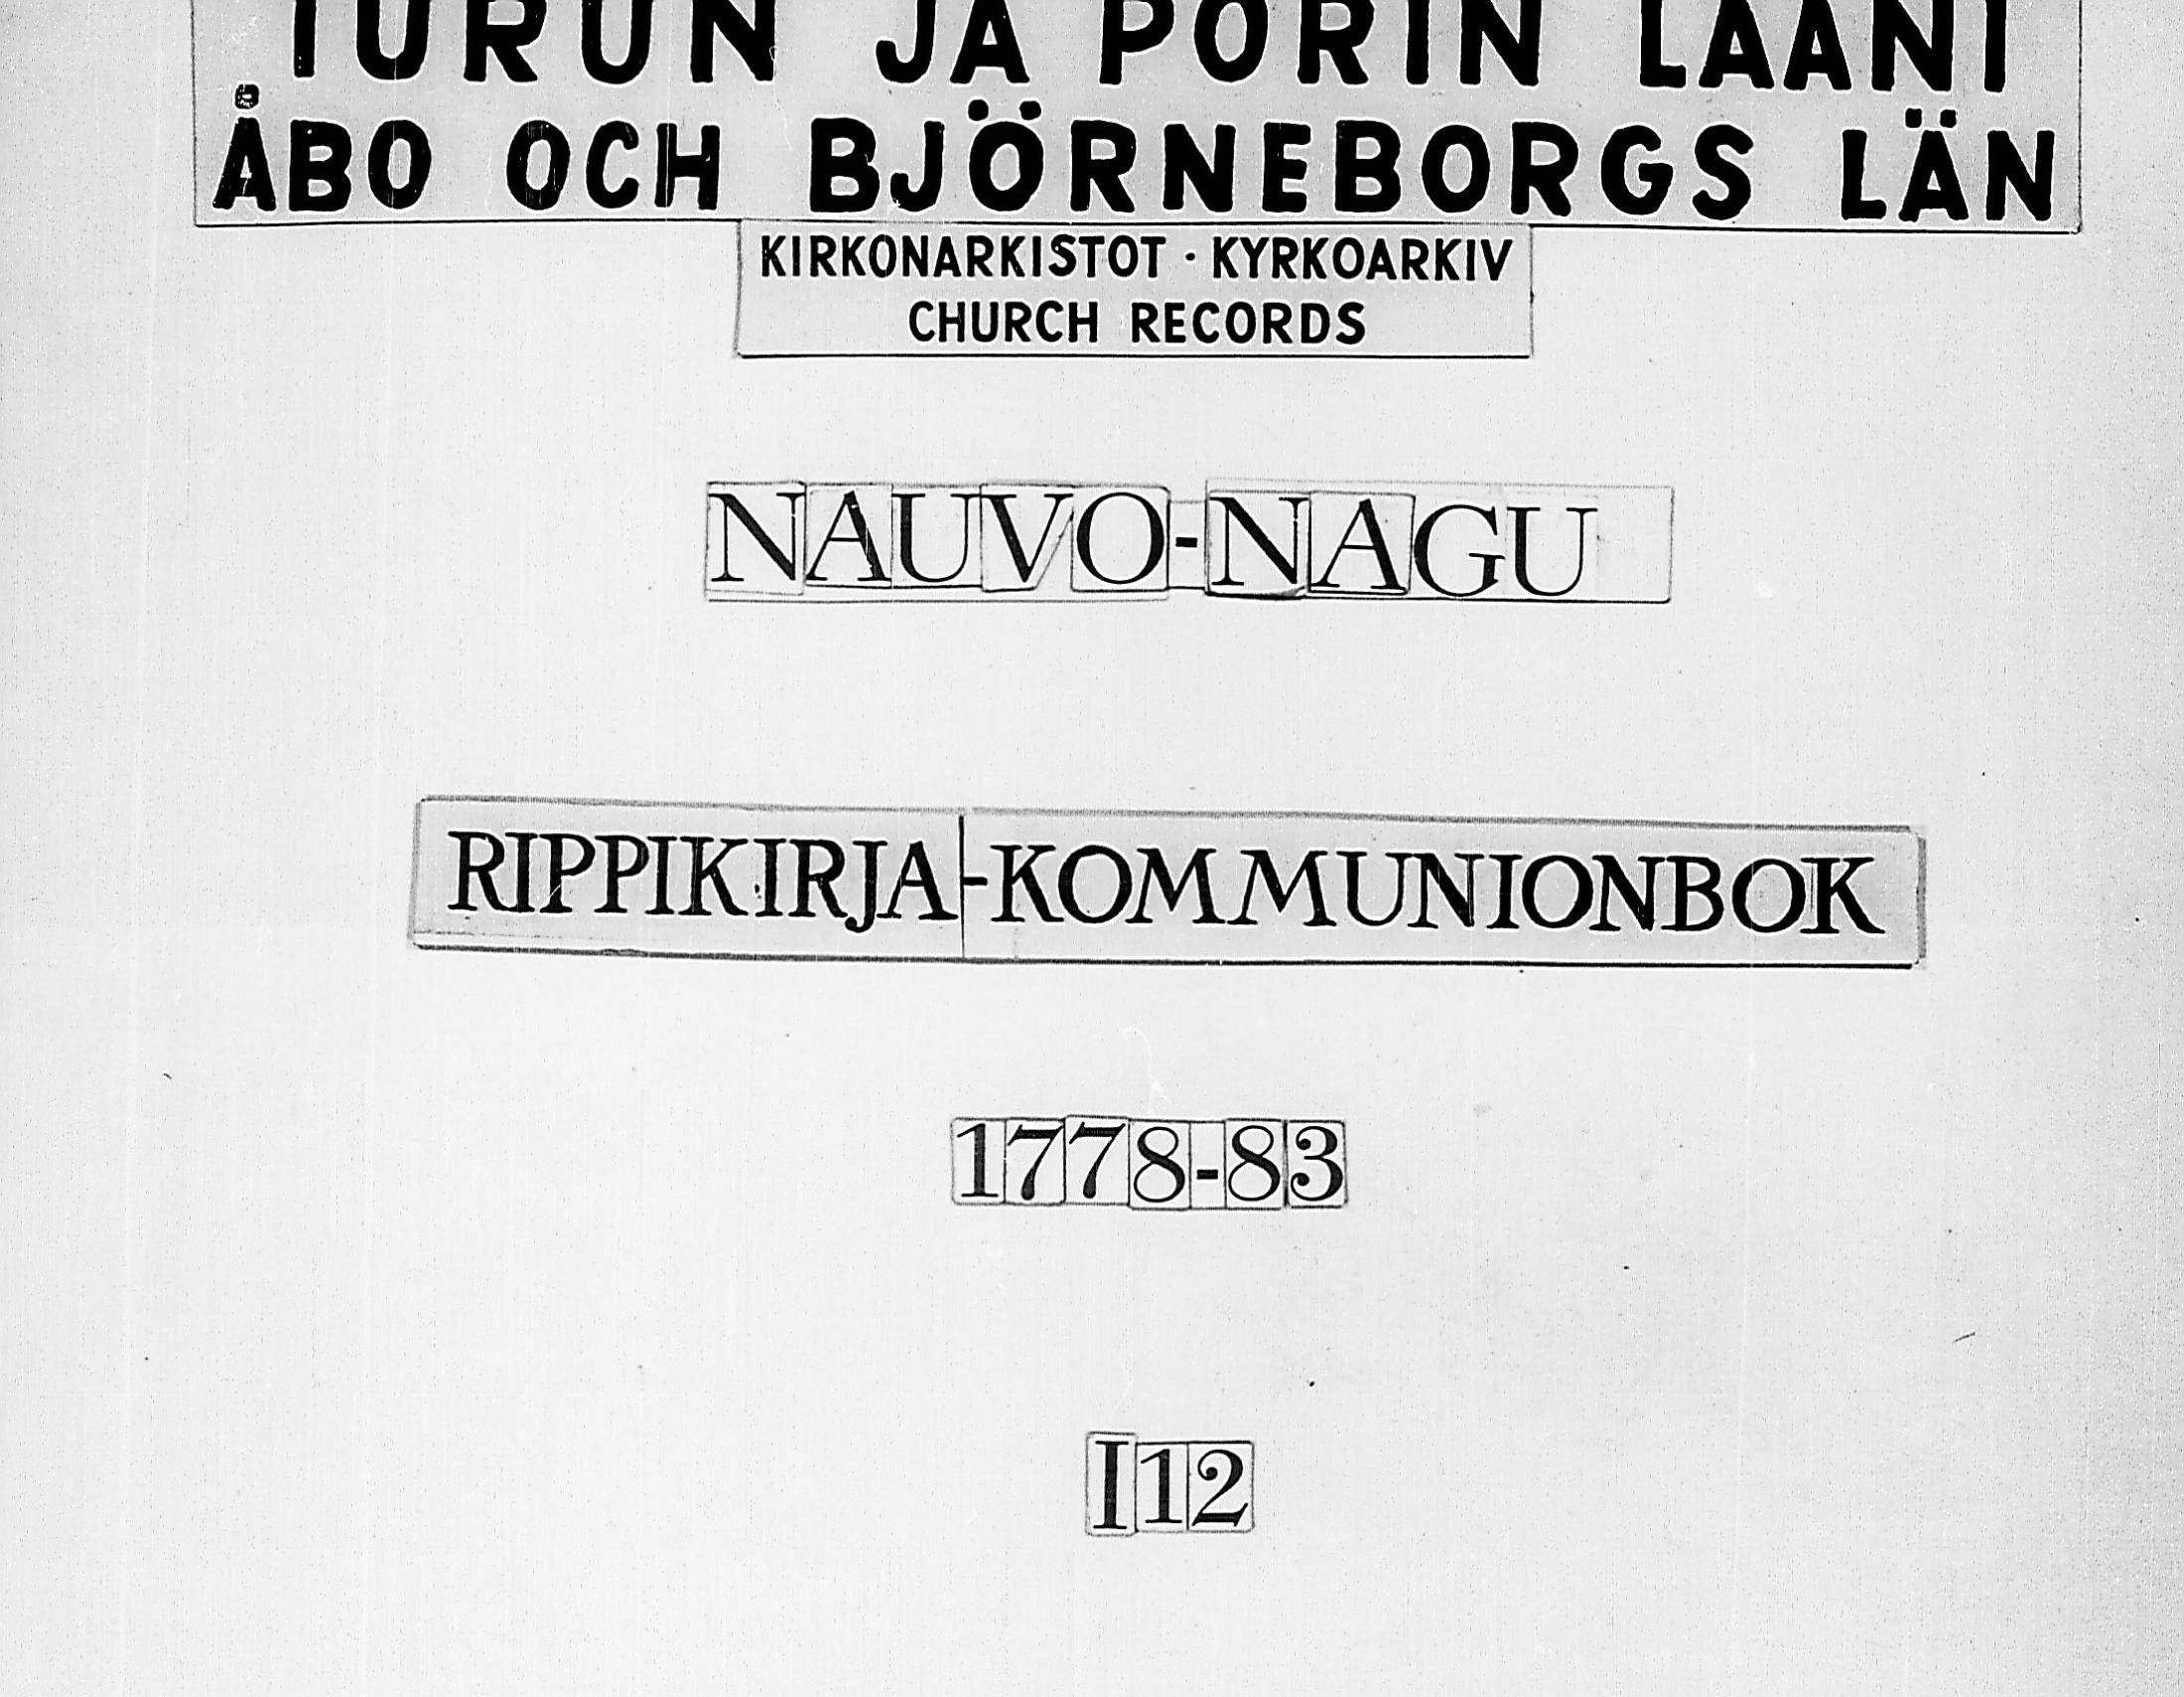 TURUN JA PORIN LÄÄNI
ÅBO OCH BJÖRNEBORGS LÄN
KIRKONARKISTOT · KYRKOARKIV
CHURCH RECORDS
NAUVO-NAGU
RIPPIKIRJA-KOMMUNIONBOK
1778-83
I12